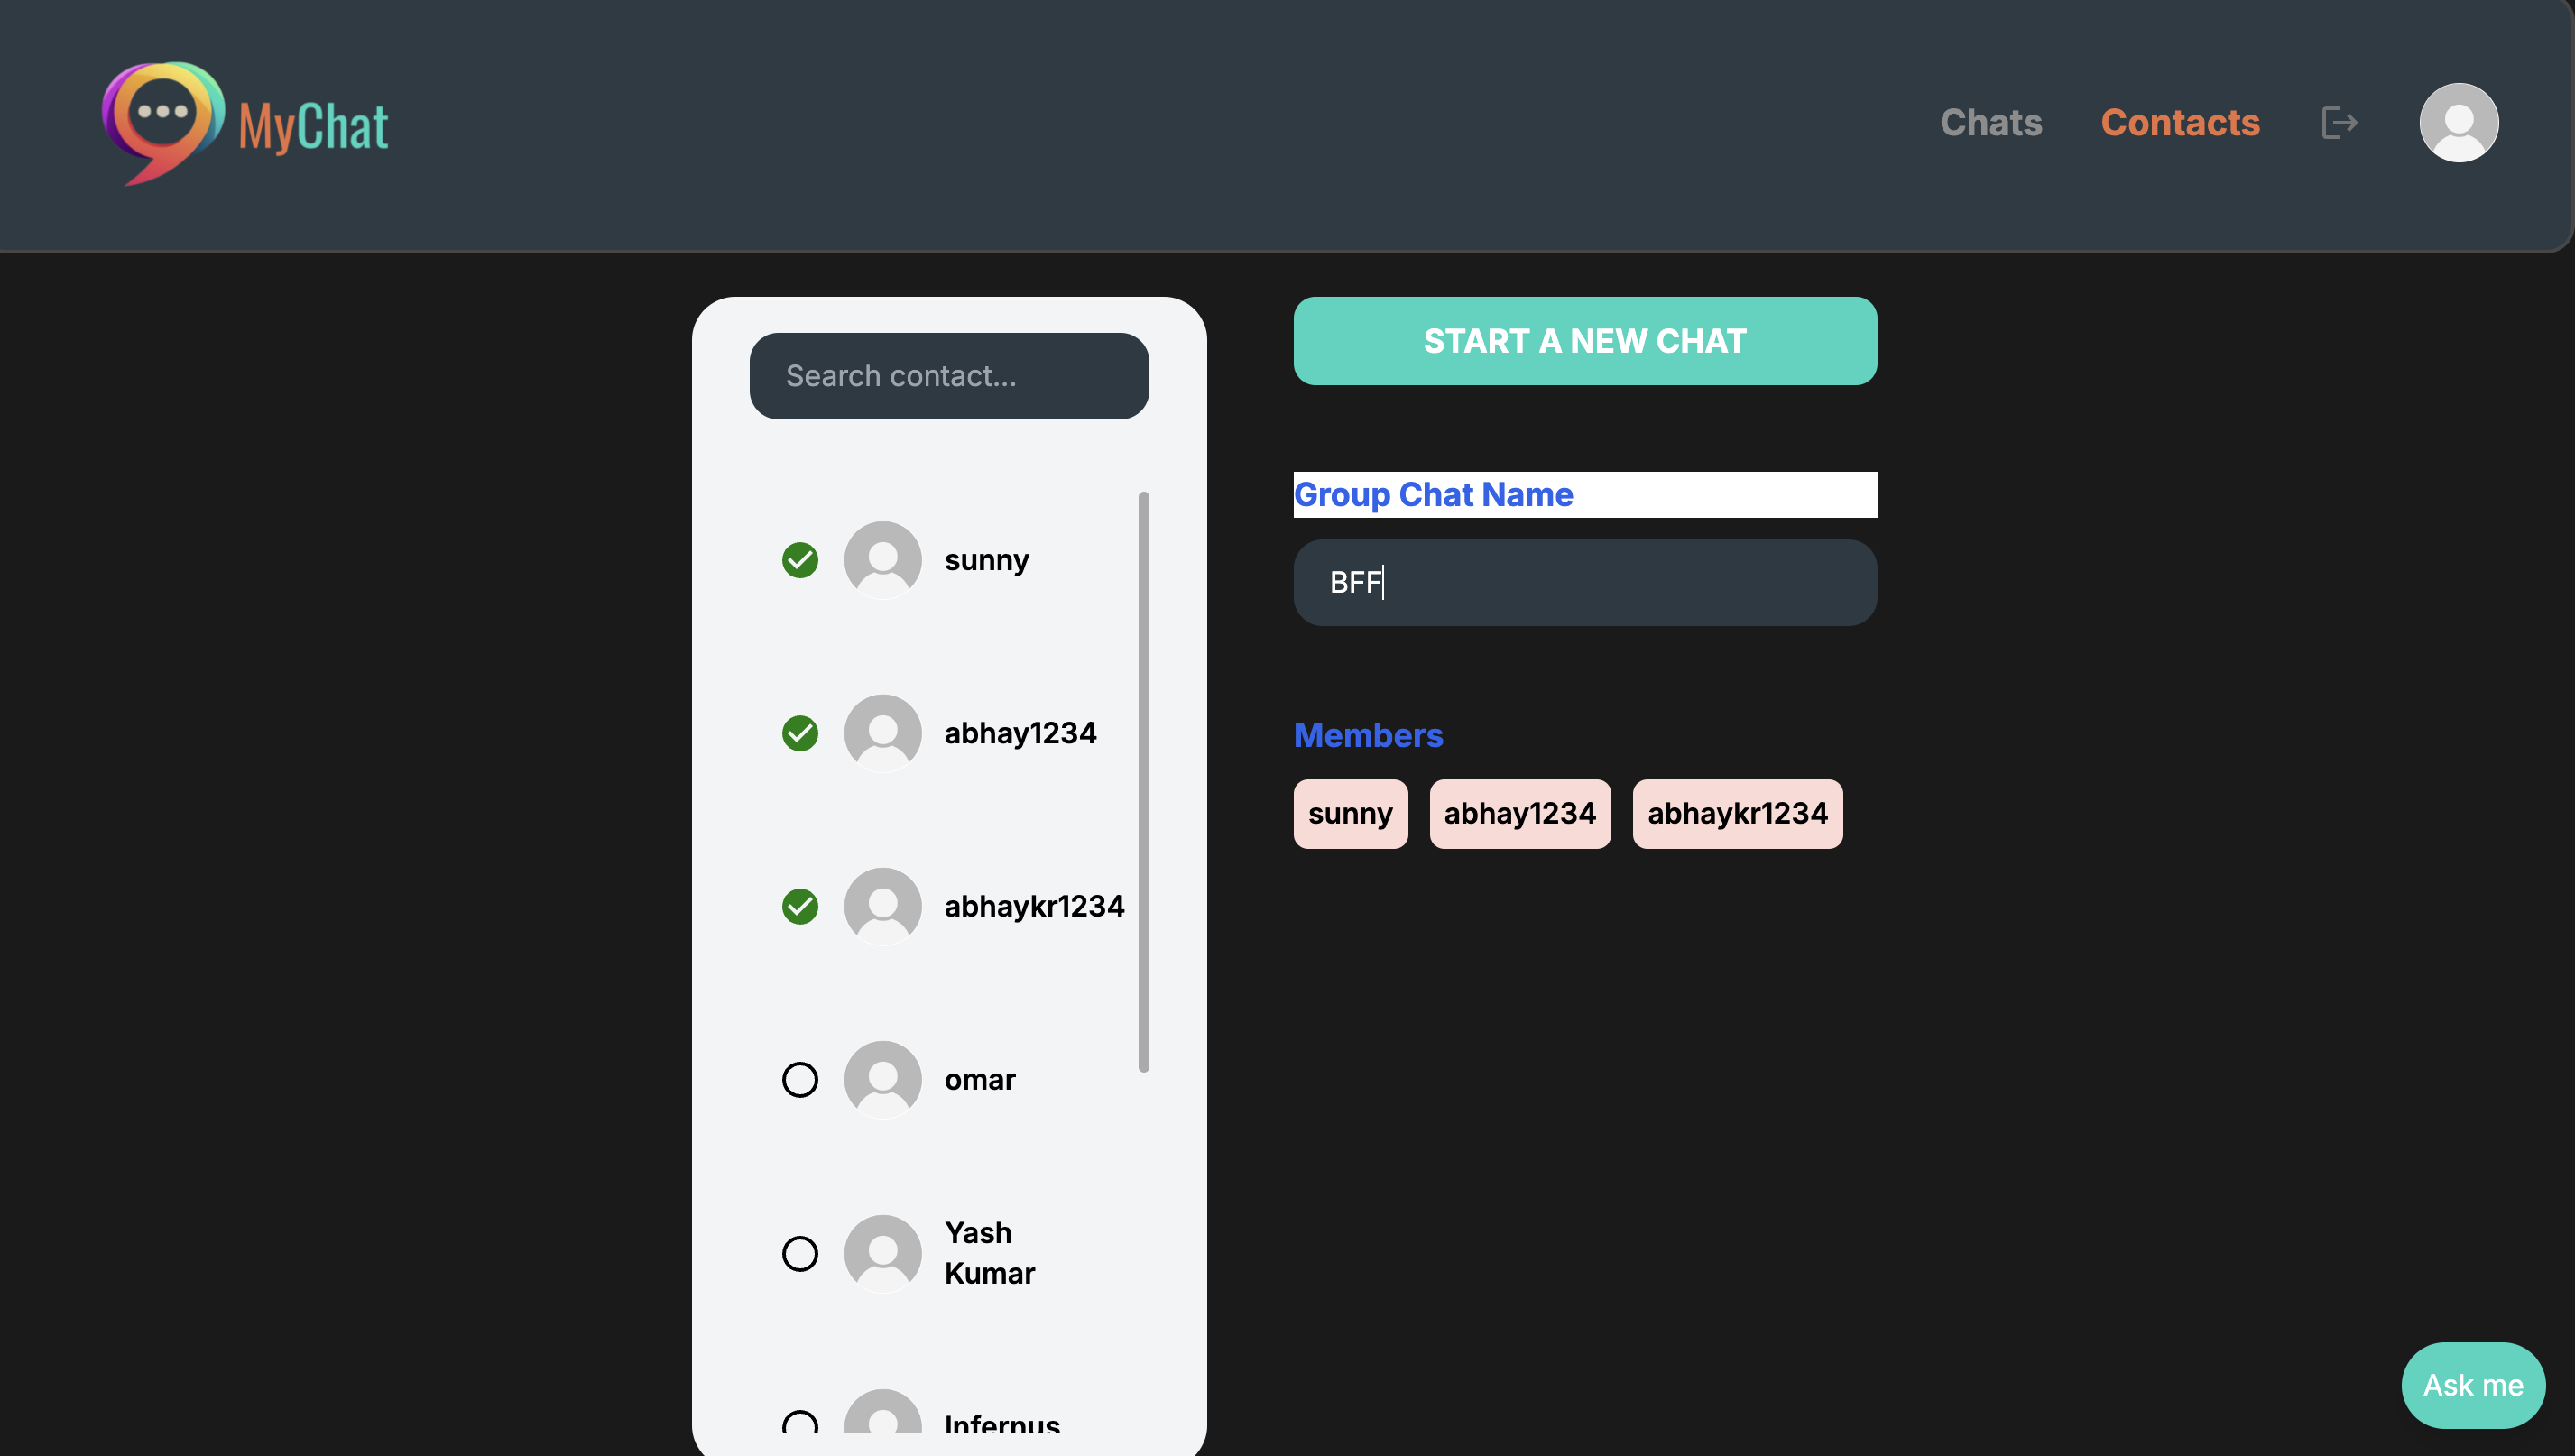 MyChat
Chats
Contacts
Search contact...
sunny
abhay1234
abhaykr1234
omar
Yash
Kumar
Infernus
START A NEW CHAT
Group Chat Name
BFF
Members
sunny abhay1234 abhaykr1234
Ask me